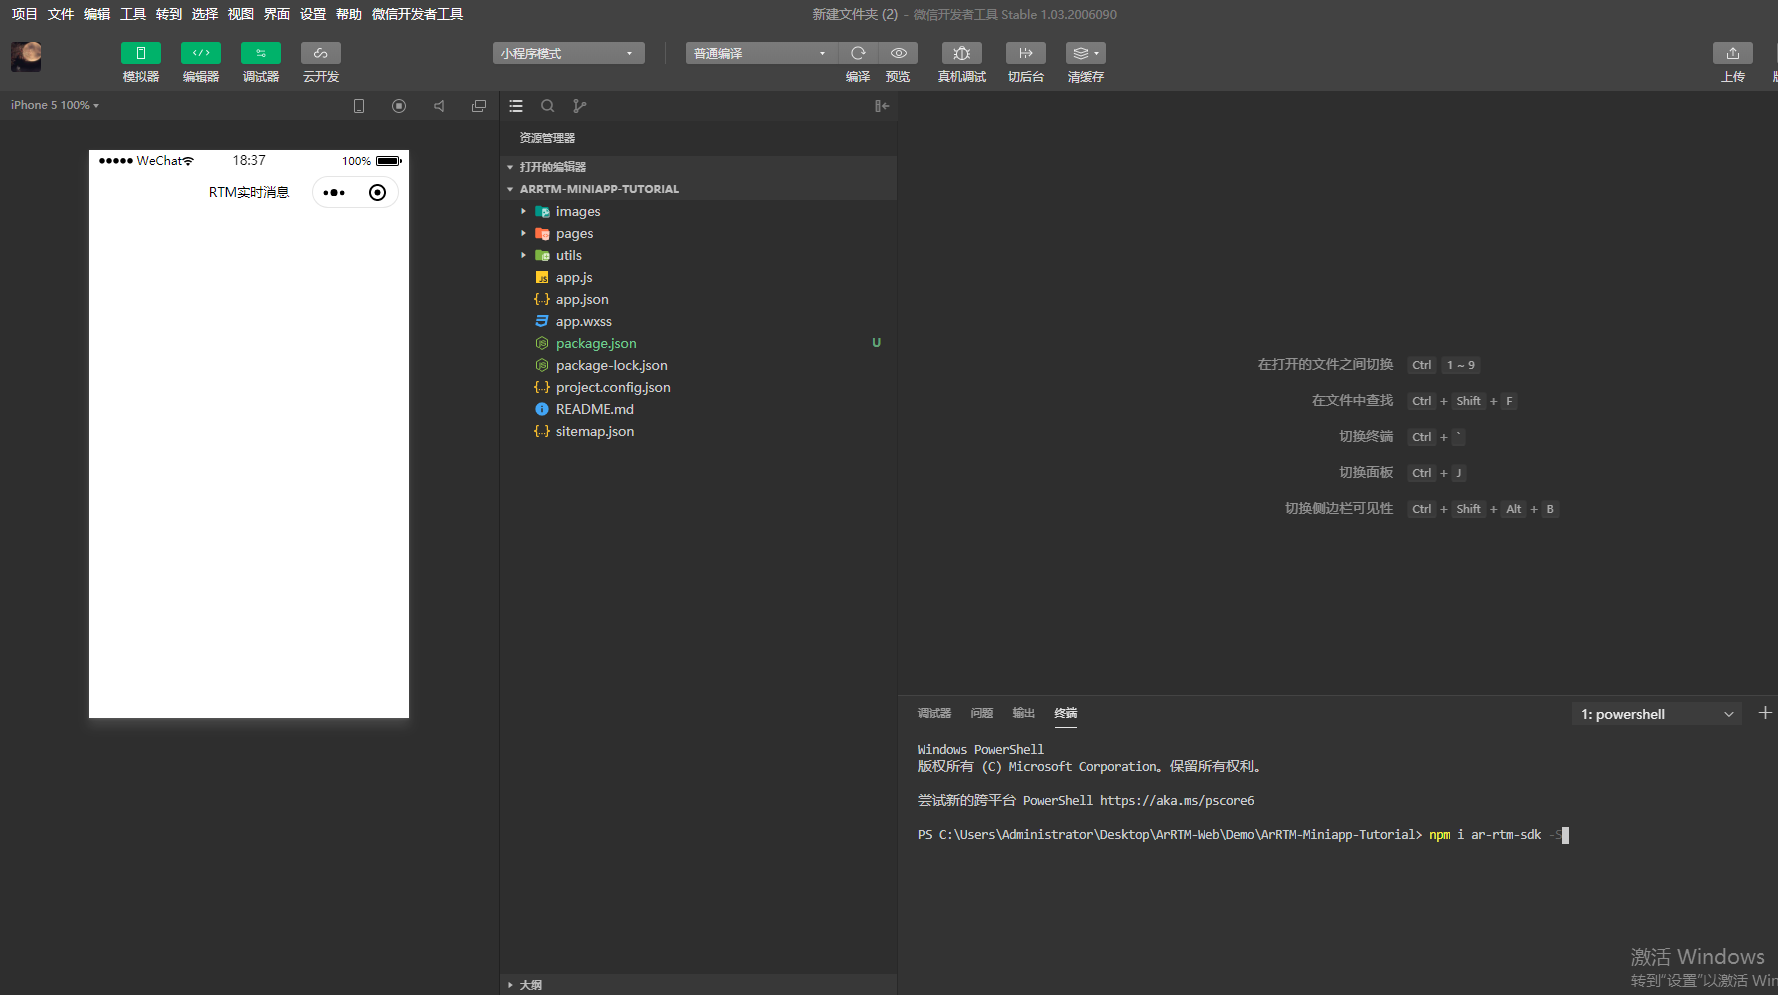 项目 文件 编辑 工具 转到 选择 视图 界面 设置 帮助 微信开发者工具
新建文件夹 (2) - 微信开发者工具 Stable 1.03.2006090
模拟器 编辑器 调试器 云开发
小程序模式
普通编译
编译 预览 真机调试 切后台 清缓存
上传
iPhone 5 100%
WeChat 18:37 100%
RTM实时消息
资源管理器
打开的编辑器
ARRTM-MINIAPP-TUTORIAL
images
pages
utils
app.js
app.json
app.wxss
package.json U
package-lock.json
project.config.json
README.md
sitemap.json
大纲
在打开的文件之间切换 Ctrl 1 ~ 9
在文件中查找 Ctrl + Shift + F
切换终端 Ctrl + `
切换面板 Ctrl + J
切换侧边栏可见性 Ctrl + Shift + Alt + B
调试器 问题 输出 终端
1: powershell
Windows PowerShell
版权所有 (C) Microsoft Corporation。保留所有权利。
尝试新的跨平台 PowerShell https://aka.ms/pscore6
PS C:\Users\Administrator\Desktop\ArRTM-Web\Demo\ArRTM-Miniapp-Tutorial> npm i ar-rtm-sdk -S
激活 Windows
转到"设置"以激活 Win